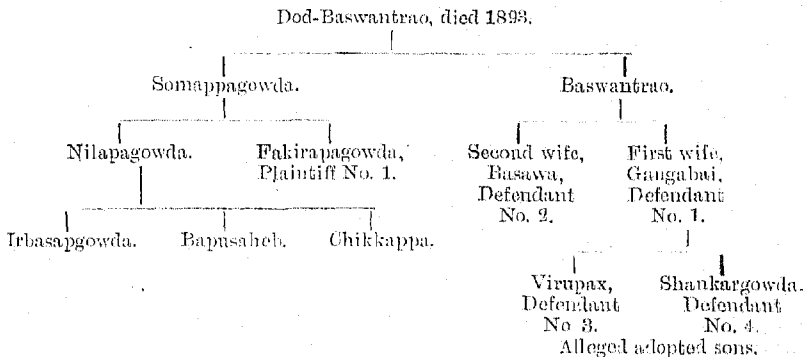 Dod-Baswantrao, died 1893.
Somappagowda. Baswantrao.
Nilapagowda. Fakirapagowda, Second wife, First wife,
Plaintiff No. 1. Basawa, Gangabai,
Defendant Defendant
No. 2. No. 1.
Irbasapgowda. Bapusaheb. Chikkappa.
Virupax, Shankargowda.
Defendant Defendant
No 3. No. 4.
Alleged adopted sons.